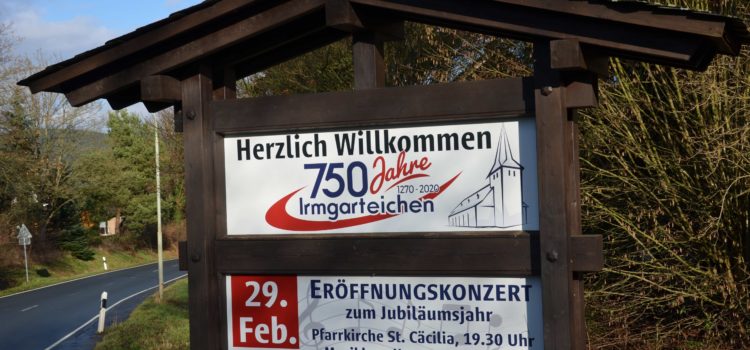 Herzlich Willkommen
750 Jahre
1270 - 2020
Irmgarteichen
29. Feb.
ERÖFFNUNGSKONZERT
zum Jubiläumsjahr
Pfarrkirche St. Cäcilia, 19.30 Uhr